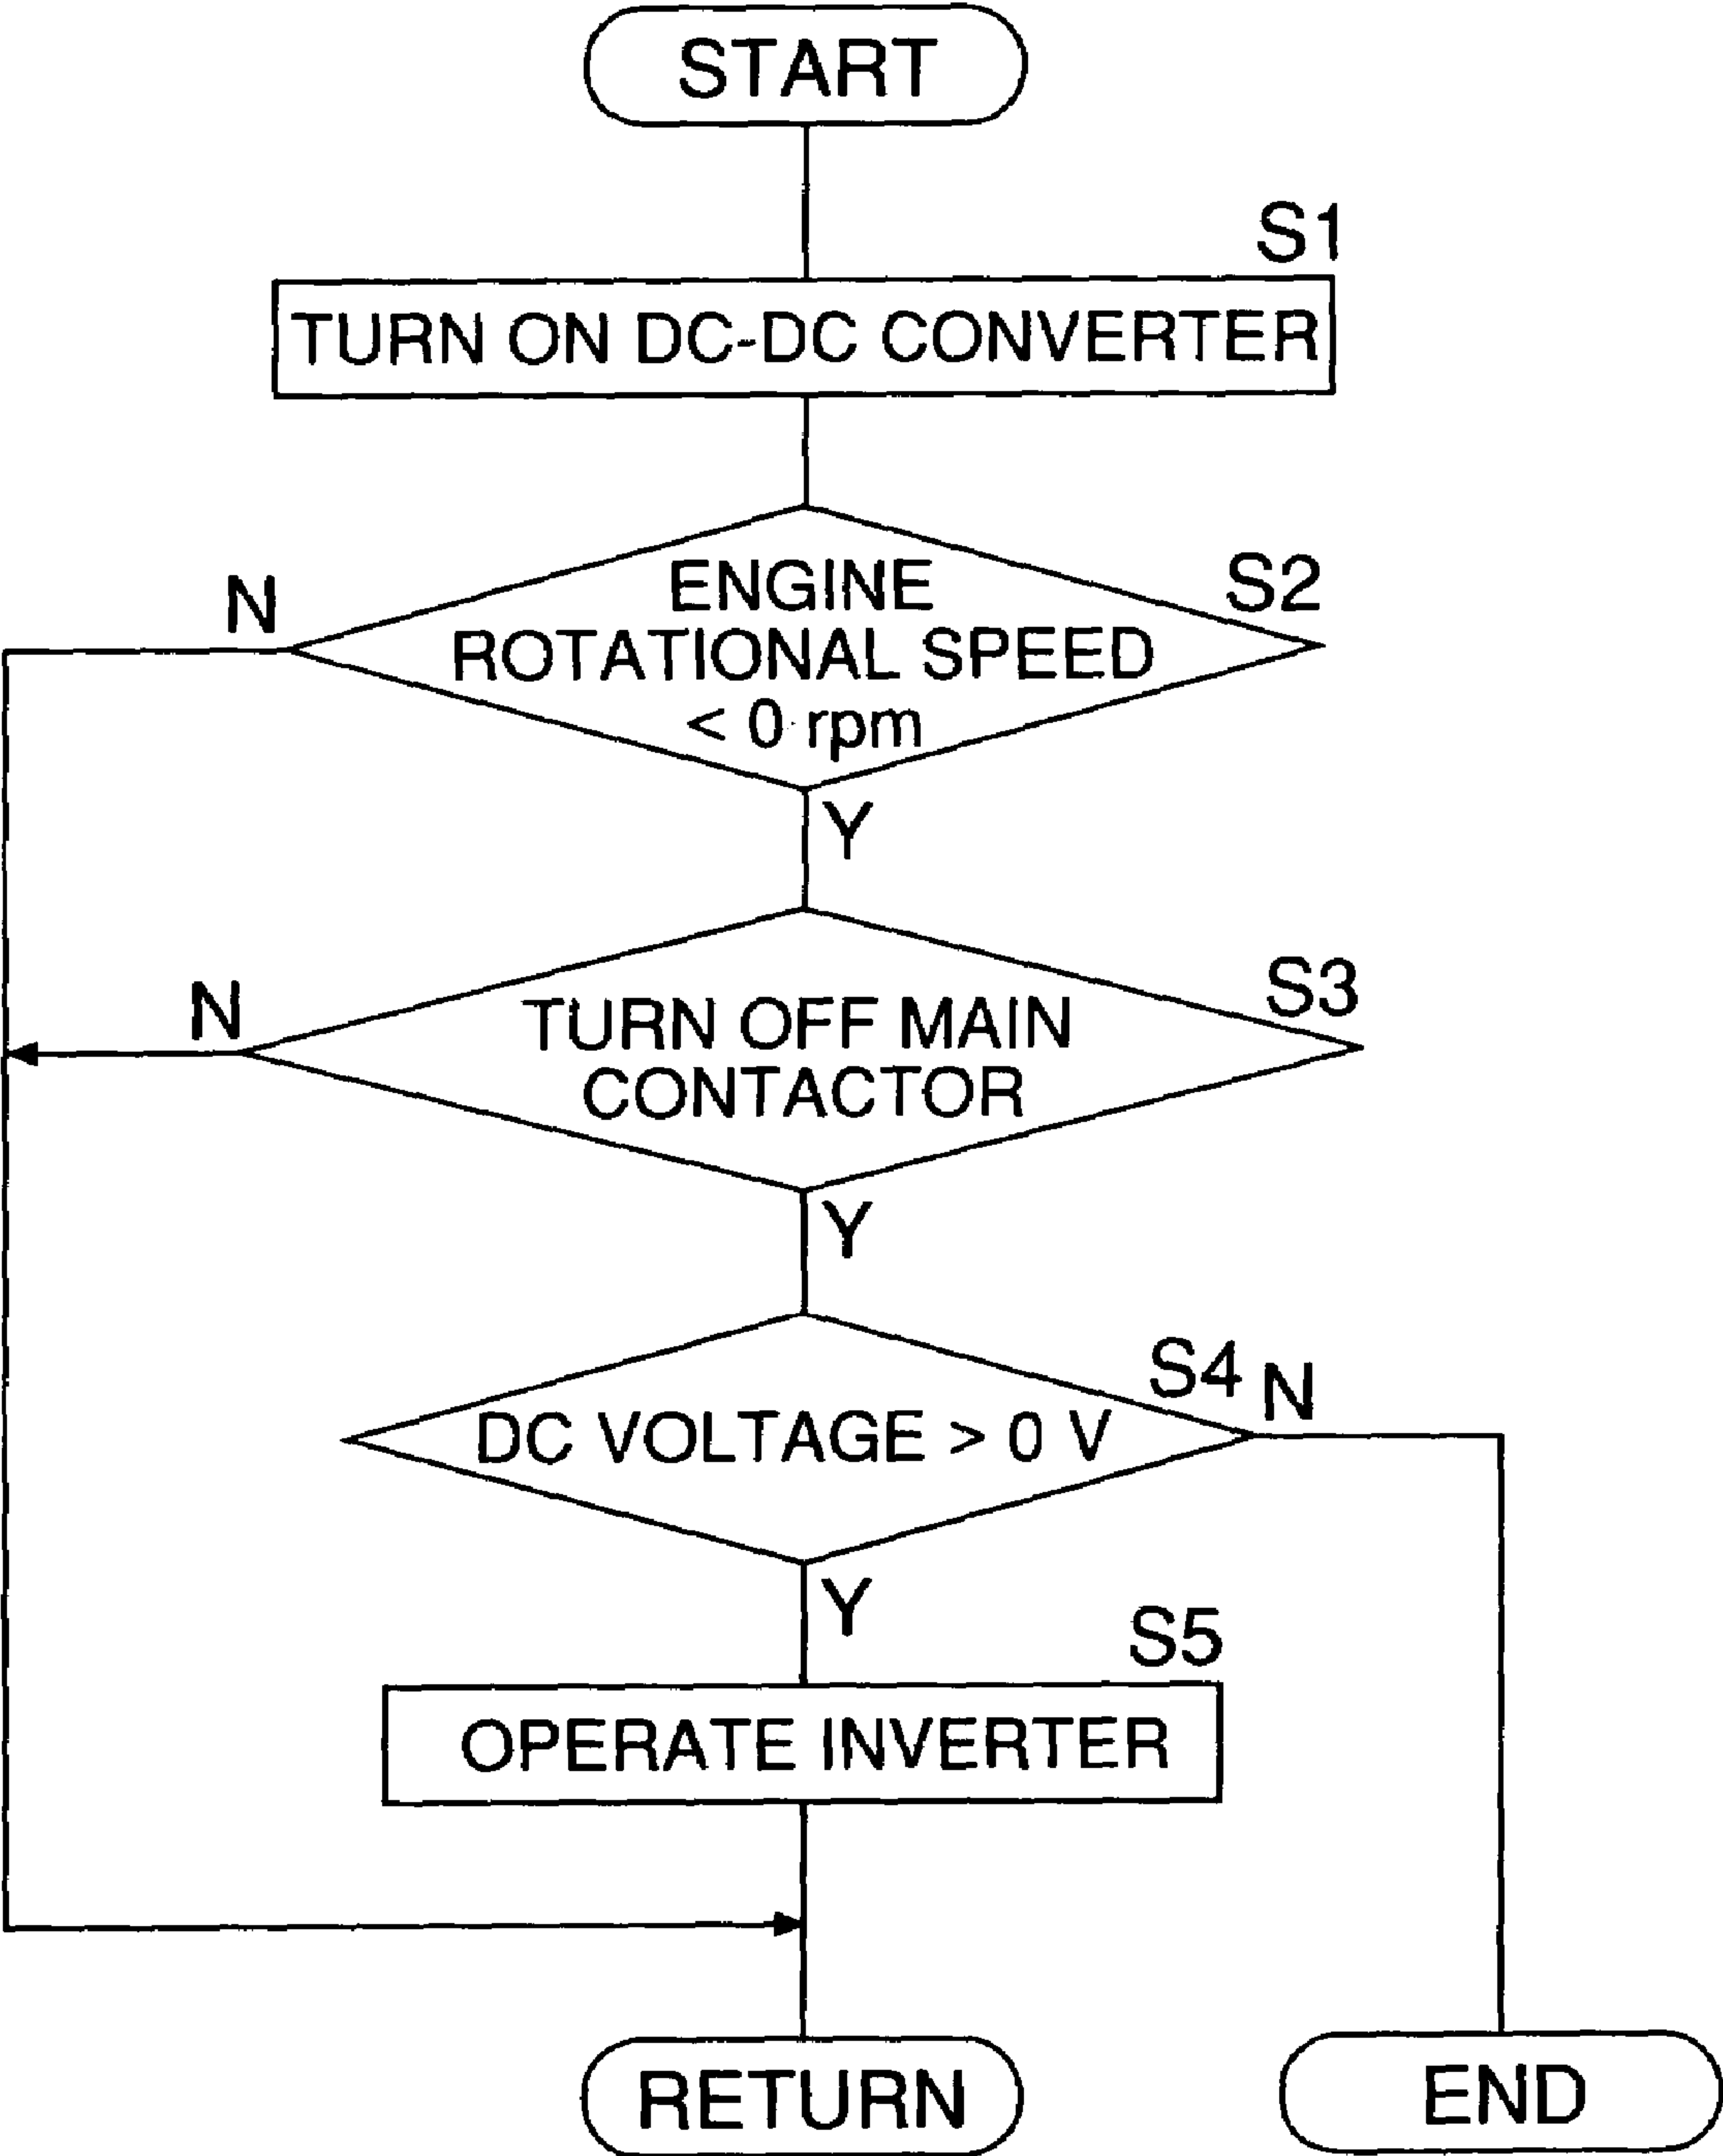 START
S1
TURN ON DC-DC CONVERTER
S2
N
ENGINE
ROTATIONAL SPEED
< 0 rpm
Y
S3
N
TURN OFF MAIN
CONTACTOR
Y
S4 N
DC VOLTAGE > 0 V
Y
S5
OPERATE INVERTER
RETURN
END